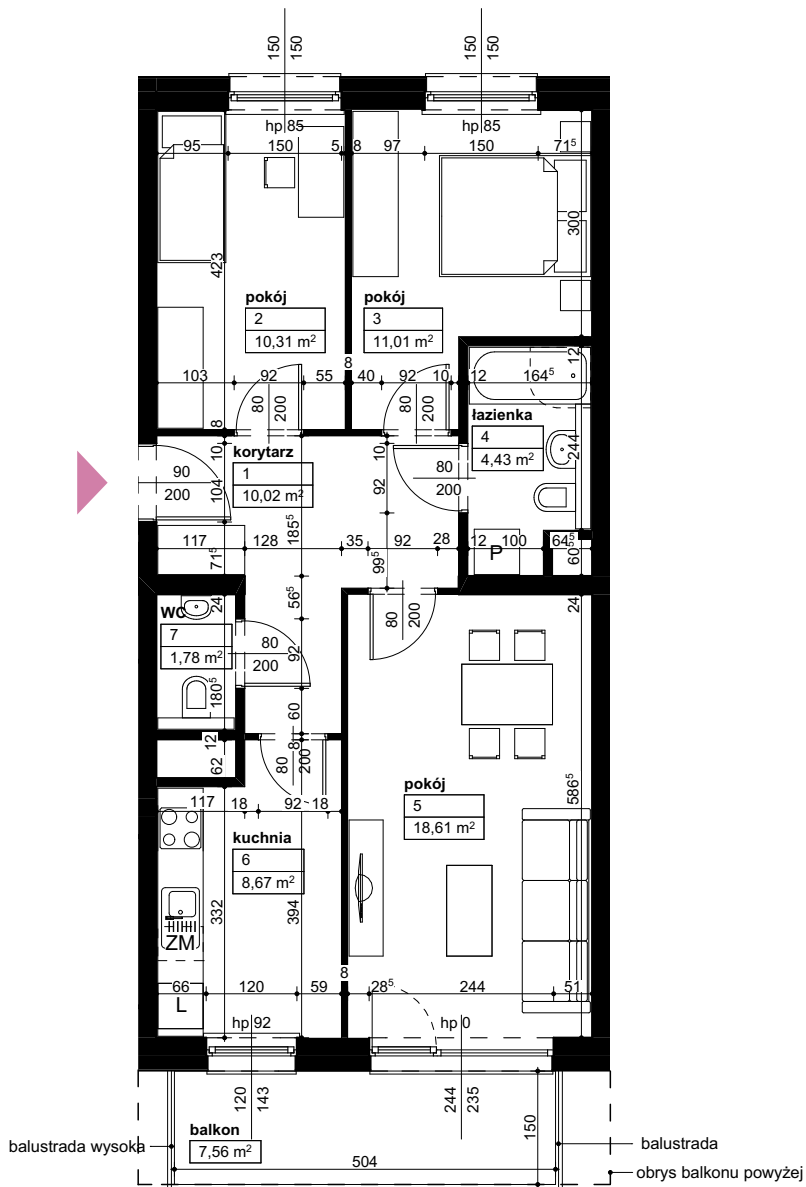 150 150
150 150
hp 85
hp 85
95 150 5 8 97 150 71⁵
423
300
pokój
2
10,31 m²
pokój
3
11,01 m²
8
12
103 92 55 40 92 10 12 164⁵
80 200
80 200
łazienka
4
4,43 m²
244
8
10
korytarz
1
10,02 m²
90
200
104
185⁵
10
92
80
200
117 128 35 92 28 12 100 64⁵
P
60⁵
71⁵
99⁵
56⁵
24
24
WC
7
1,78 m²
80
200
92
80 200
180⁵
60
12
62
8
80 200
117 18 92 18
pokój
5
18,61 m²
586⁵
kuchnia
6
8,67 m²
332
394
ZM
L
8
66 120 59 28⁵ 244 51
hp 92
hp 0
120 143
244 235
150
balkon
7,56 m²
504
balustrada wysoka
balustrada
obrys balkonu powyżej